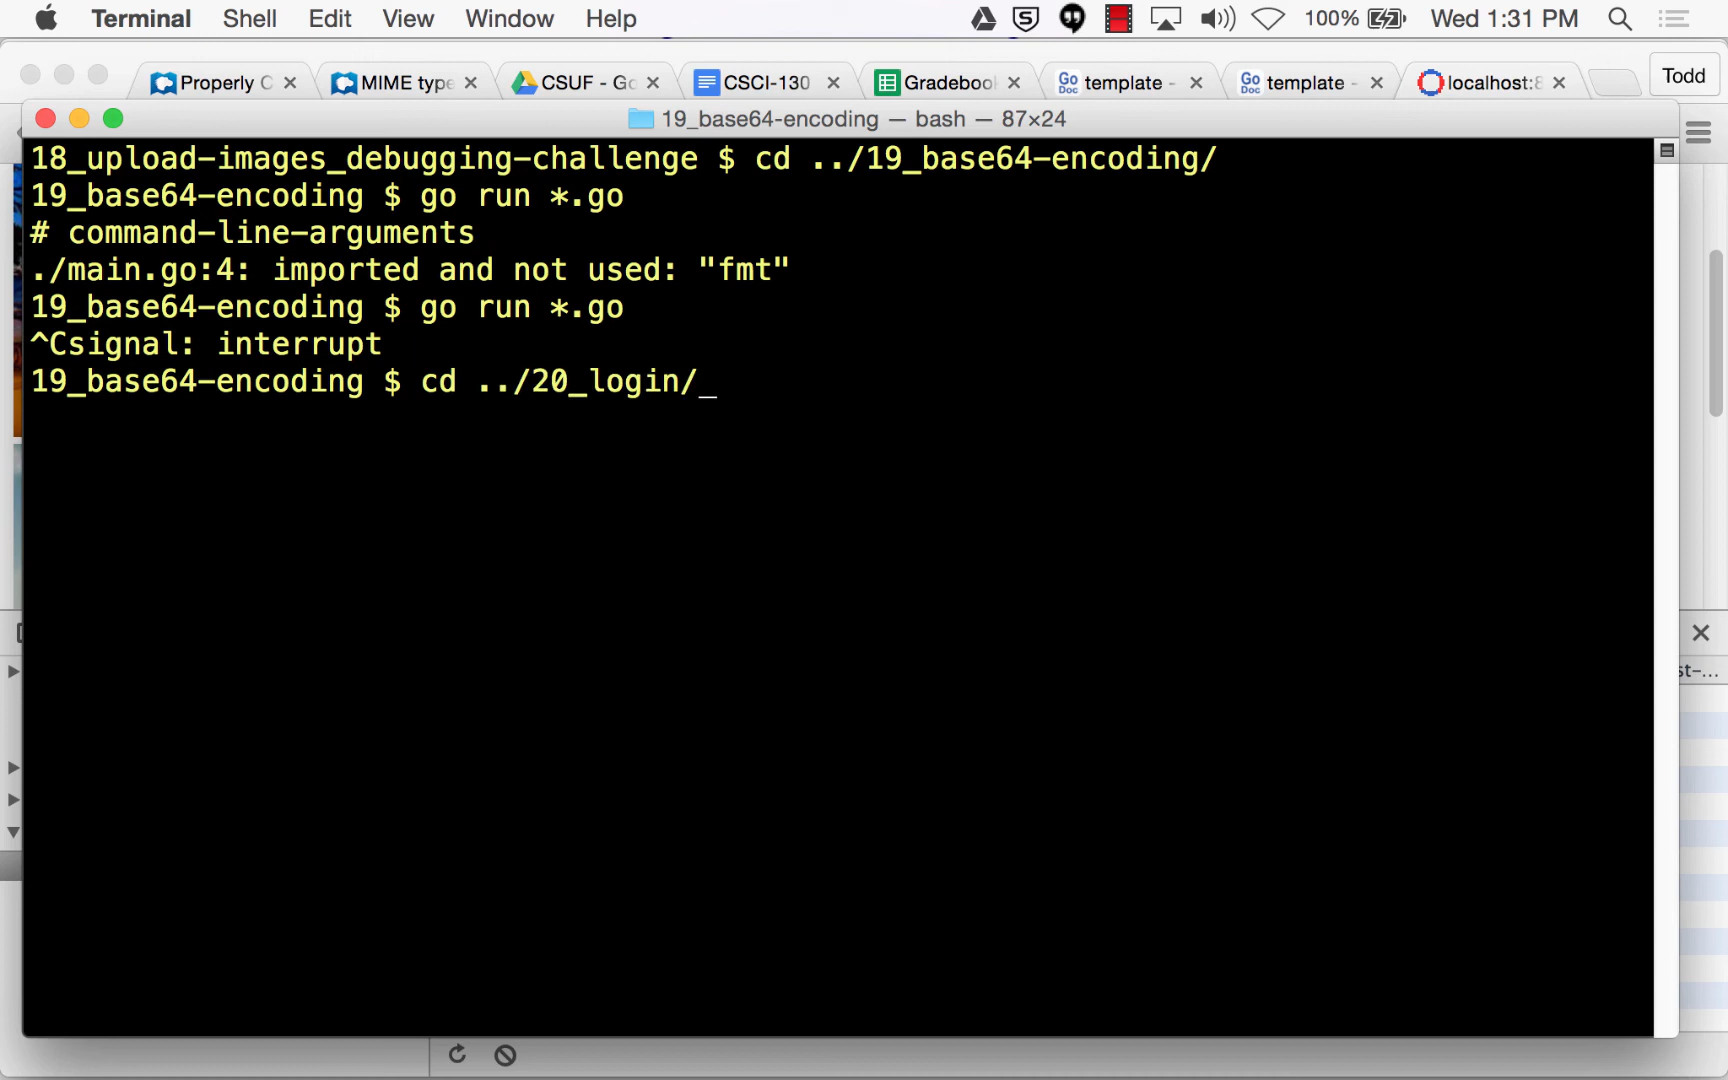 Terminal Shell Edit View Window Help 100% Wed 1:31 PM
Properly C MIME type CSUF - Go CSCI-130 Gradebook template - template - localhost:8 Todd
19_base64-encoding — bash — 87×24
18_upload-images_debugging-challenge $ cd ../19_base64-encoding/
19_base64-encoding $ go run *.go
# command-line-arguments
./main.go:4: imported and not used: "fmt"
19_base64-encoding $ go run *.go
^Csignal: interrupt
19_base64-encoding $ cd ../20_login/_
st-...